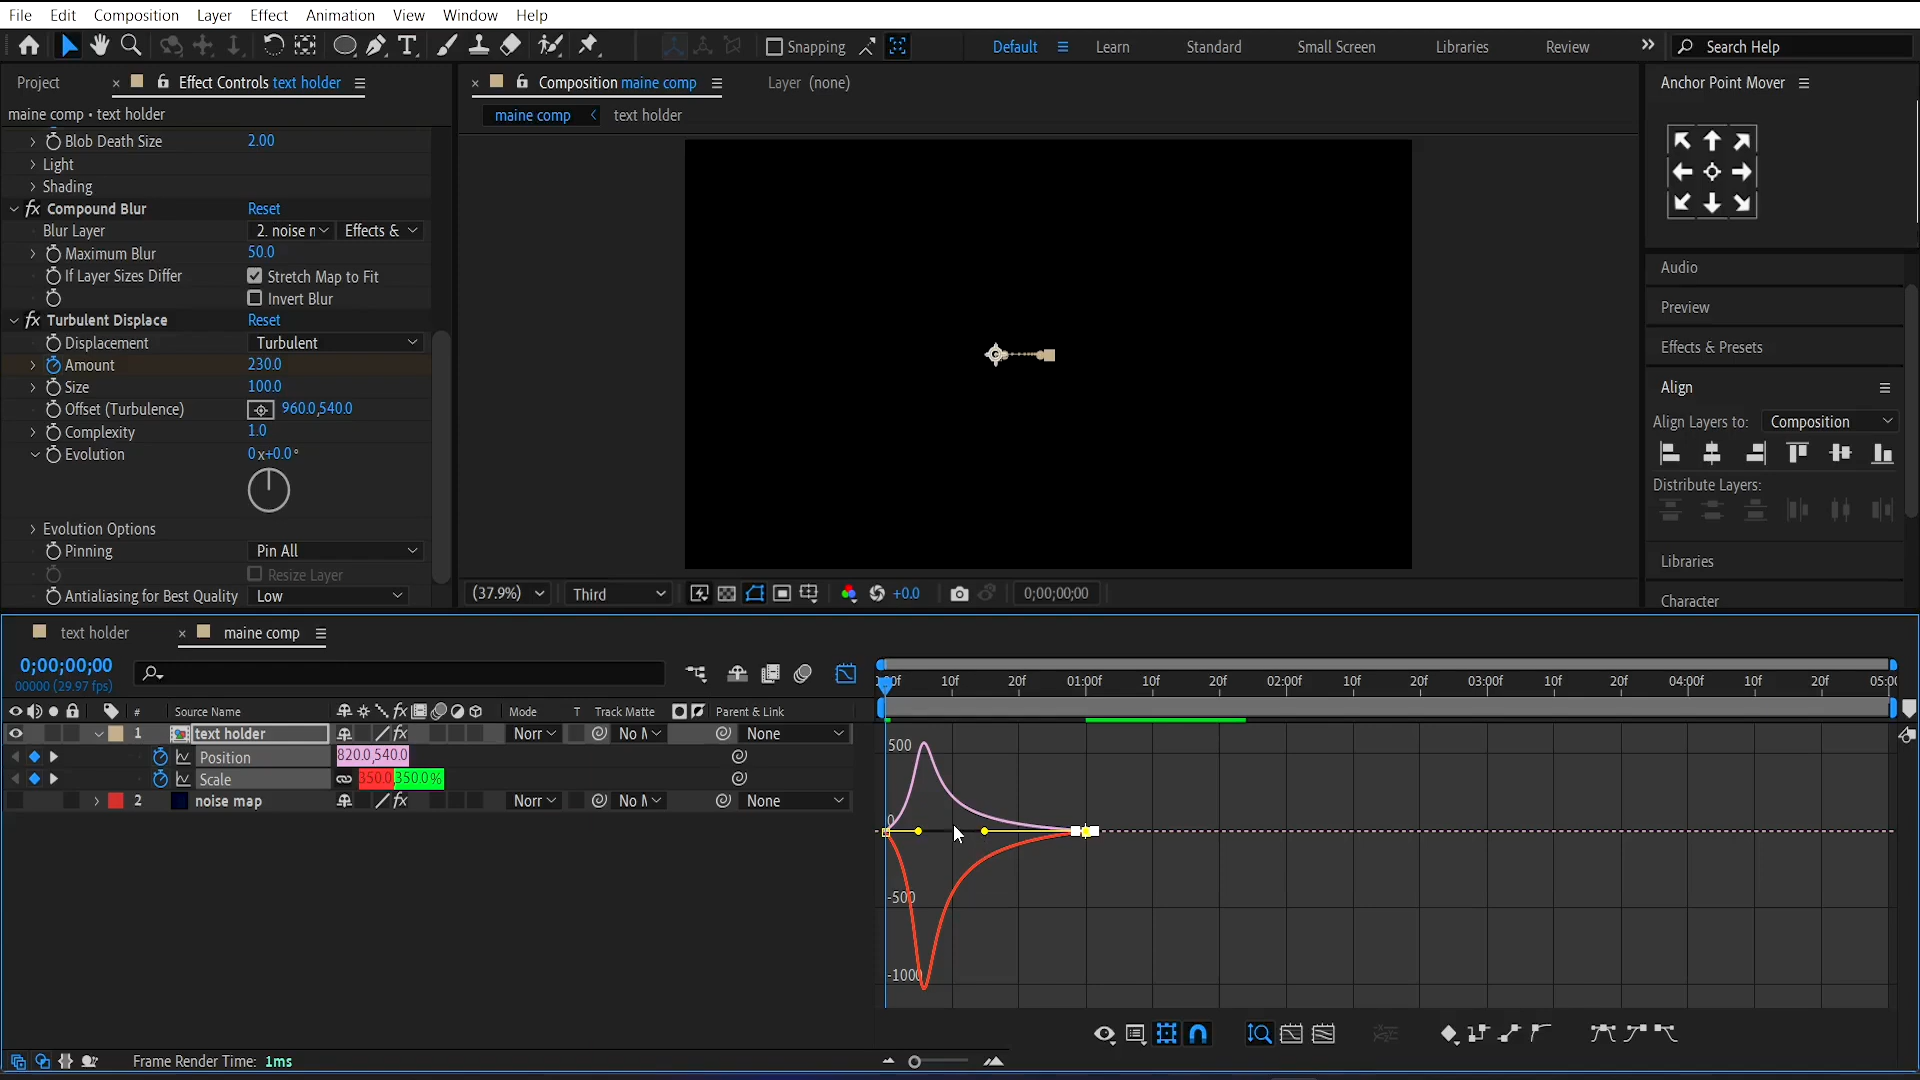 File Edit Composition Layer Effect Animation View Window Help
Snapping Default Learn Standard Small Screen Libraries Review Search Help
Project Effect Controls text holder Composition maine comp Layer (none) Anchor Point Mover
maine comp • text holder maine comp text holder
Blob Death Size 2.00
Light
Shading
fx Compound Blur Reset
Blur Layer 2. noise Effects &
Maximum Blur 50.0
If Layer Sizes Differ Stretch Map to Fit
Invert Blur
fx Turbulent Displace Reset
Displacement Turbulent
Amount 230.0
Size 100.0
Offset (Turbulence) 960.0,540.0
Complexity 1.0
Evolution 0x+0.0°
Evolution Options
Pinning Pin All
Resize Layer
Antialiasing for Best Quality Low
(37.9%) Third +0.0 0;00;00;00
Audio
Preview
Effects & Presets
Align
Align Layers to: Composition
Distribute Layers:
Libraries
Character
text holder maine comp
0;00;00;00
00000 (29.97 fps)
# Source Name fx Mode T Track Matte Parent & Link
1 text holder fx Norr No M None
Position 820.0,540.0
Scale 350.0,350.0%
2 noise map fx Norr No M None
10f 20f 01:00f 10f 20f 02:00f 10f 20f 03:00f 10f 20f 04:00f 10f 20f 05:00
500
0
-500
-1000
Frame Render Time: 1ms